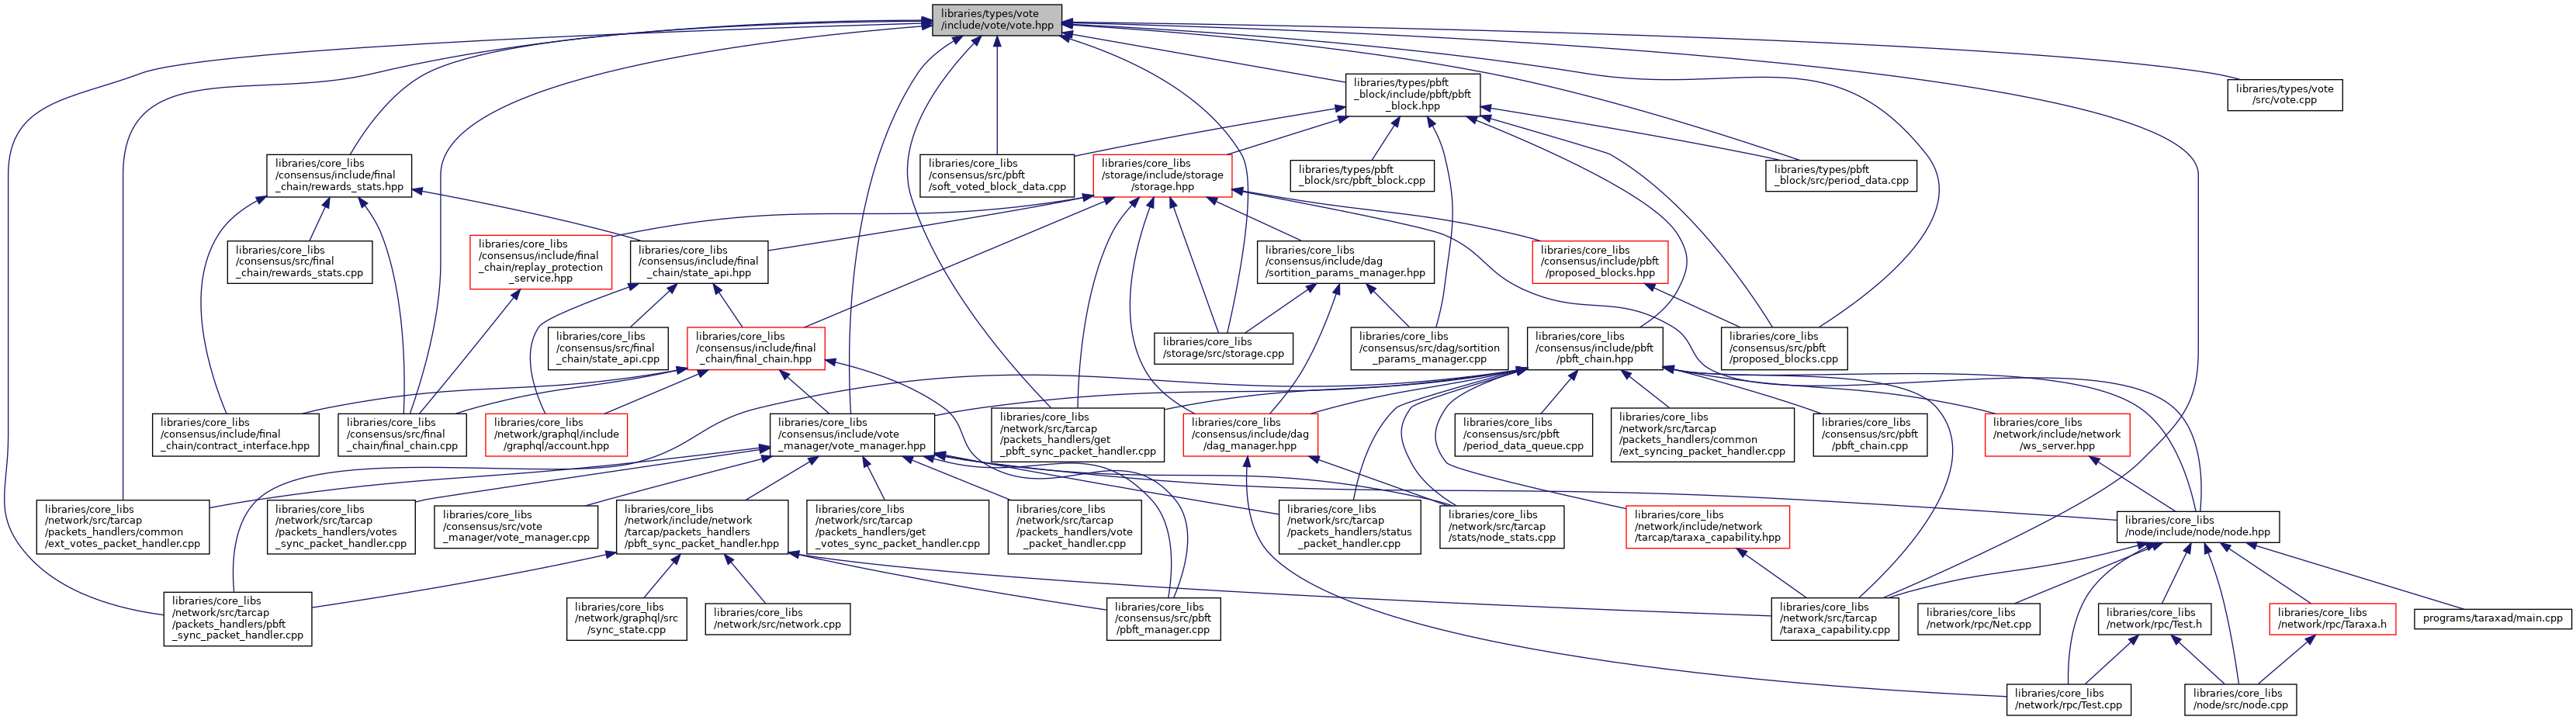 libraries/types/vote
/include/vote/vote.hpp
libraries/types/pbft
_block/include/pbft/pbft
_block.hpp
libraries/types/vote
/src/vote.cpp
libraries/core_libs
/consensus/include/final
_chain/rewards_stats.hpp
libraries/core_libs
/consensus/src/pbft
/soft_voted_block_data.cpp
libraries/core_libs
/storage/include/storage
/storage.hpp
libraries/types/pbft
_block/src/pbft_block.cpp
libraries/types/pbft
_block/src/period_data.cpp
libraries/core_libs
/consensus/src/final
_chain/rewards_stats.cpp
libraries/core_libs
/consensus/include/final
_chain/replay_protection
_service.hpp
libraries/core_libs
/consensus/include/final
_chain/state_api.hpp
libraries/core_libs
/consensus/include/dag
/sortition_params_manager.hpp
libraries/core_libs
/consensus/include/pbft
/proposed_blocks.hpp
libraries/core_libs
/consensus/src/final
_chain/state_api.cpp
libraries/core_libs
/consensus/include/final
_chain/final_chain.hpp
libraries/core_libs
/storage/src/storage.cpp
libraries/core_libs
/consensus/src/dag/sortition
_params_manager.cpp
libraries/core_libs
/consensus/include/pbft
/pbft_chain.hpp
libraries/core_libs
/consensus/src/pbft
/proposed_blocks.cpp
libraries/core_libs
/consensus/include/final
_chain/contract_interface.hpp
libraries/core_libs
/consensus/src/final
_chain/final_chain.cpp
libraries/core_libs
/network/graphql/include
/graphql/account.hpp
libraries/core_libs
/consensus/include/vote
_manager/vote_manager.hpp
libraries/core_libs
/network/src/tarcap
/packets_handlers/get
_pbft_sync_packet_handler.cpp
libraries/core_libs
/consensus/include/dag
/dag_manager.hpp
libraries/core_libs
/consensus/src/pbft
/period_data_queue.cpp
libraries/core_libs
/network/src/tarcap
/packets_handlers/common
/ext_syncing_packet_handler.cpp
libraries/core_libs
/consensus/src/pbft
/pbft_chain.cpp
libraries/core_libs
/network/include/network
/ws_server.hpp
libraries/core_libs
/network/src/tarcap
/packets_handlers/common
/ext_votes_packet_handler.cpp
libraries/core_libs
/network/src/tarcap
/packets_handlers/votes
_sync_packet_handler.cpp
libraries/core_libs
/consensus/src/vote
_manager/vote_manager.cpp
libraries/core_libs
/network/include/network
/tarcap/packets_handlers
/pbft_sync_packet_handler.hpp
libraries/core_libs
/network/src/tarcap
/packets_handlers/get
_votes_sync_packet_handler.cpp
libraries/core_libs
/network/src/tarcap
/packets_handlers/vote
_packet_handler.cpp
libraries/core_libs
/network/src/tarcap
/packets_handlers/status
_packet_handler.cpp
libraries/core_libs
/network/src/tarcap
/stats/node_stats.cpp
libraries/core_libs
/network/include/network
/tarcap/taraxa_capability.hpp
libraries/core_libs
/node/include/node/node.hpp
libraries/core_libs
/network/src/tarcap
/packets_handlers/pbft
_sync_packet_handler.cpp
libraries/core_libs
/network/graphql/src
/sync_state.cpp
libraries/core_libs
/network/src/network.cpp
libraries/core_libs
/consensus/src/pbft
/pbft_manager.cpp
libraries/core_libs
/network/src/tarcap
/taraxa_capability.cpp
libraries/core_libs
/network/rpc/Net.cpp
libraries/core_libs
/network/rpc/Test.h
libraries/core_libs
/network/rpc/Taraxa.h
programs/taraxad/main.cpp
libraries/core_libs
/network/rpc/Test.cpp
libraries/core_libs
/node/src/node.cpp